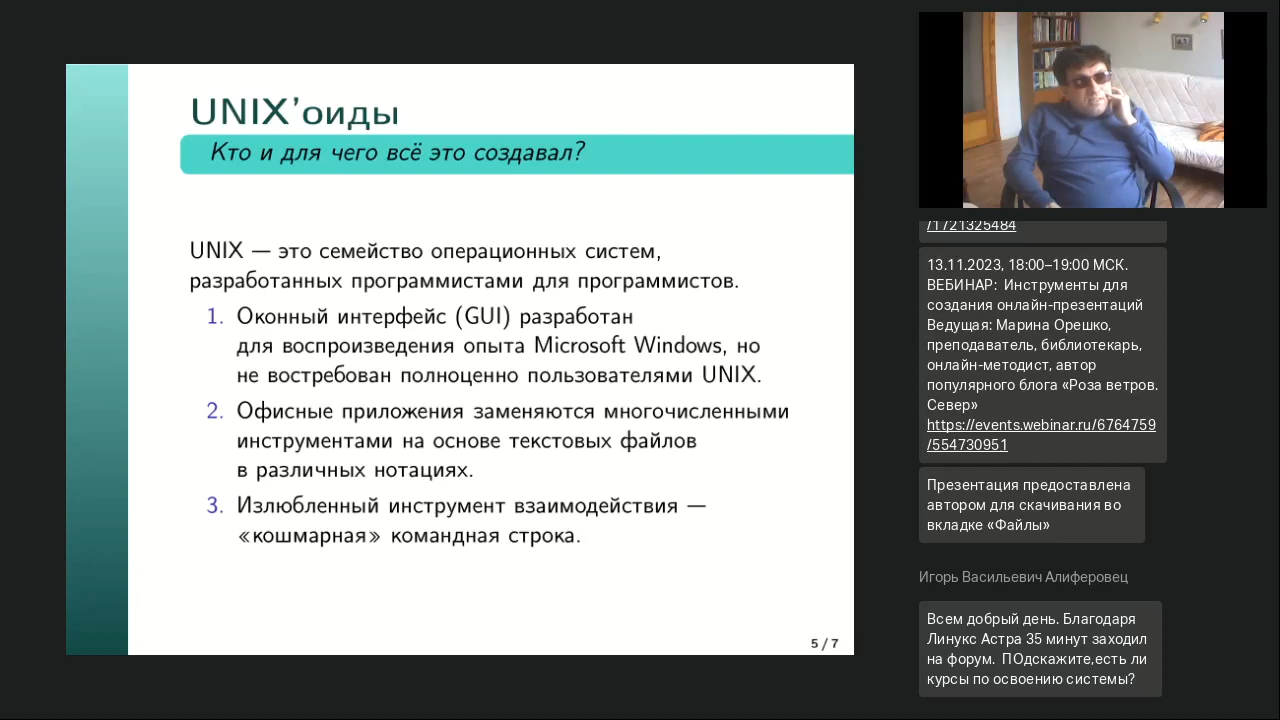 UNIX'оиды
Кто и для чего всё это создавал?
UNIX — это семейство операционных систем,
разработанных программистами для программистов.
1. Оконный интерфейс (GUI) разработан
для воспроизведения опыта Microsoft Windows, но
не востребован полноценно пользователями UNIX.
2. Офисные приложения заменяются многочисленными
инструментами на основе текстовых файлов
в различных нотациях.
3. Излюбленный инструмент взаимодействия —
«кошмарная» командная строка.
5 / 7
/1721325484
13.11.2023, 18:00–19:00 МСК.
ВЕБИНАР: Инструменты для
создания онлайн-презентаций
Ведущая: Марина Орешко,
преподаватель, библиотекарь,
онлайн-методист, автор
популярного блога «Роза ветров.
Север»
https://events.webinar.ru/6764759
/554730951
Презентация предоставлена
автором для скачивания во
вкладке «Файлы»
Игорь Васильевич Алиферовец
Всем добрый день. Благодаря
Линукс Астра 35 минут заходил
на форум. ПОдскажите,есть ли
курсы по освоению системы?